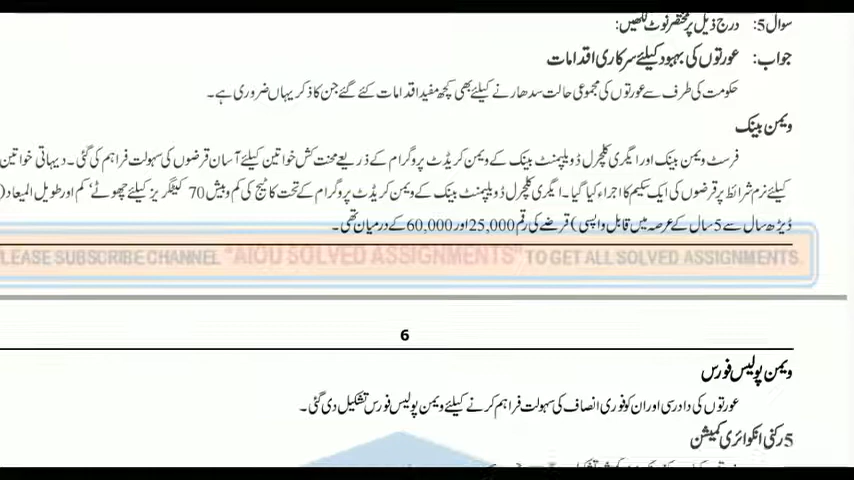 سوال 5: درج ذیل پر مختصر نوٹ لکھیں:
جواب: عورتوں کی بہبود کیلئے سرکاری اقدامات
حکومت کی طرف سے عورتوں کی مجموعی حالت سدھارنے کیلئے بھی کچھ مفید اقدامات کئے گئے جن کا ذکر یہاں ضروری ہے۔
ویمن بینک
فرسٹ ویمن بینک اور ایگری کلچرل ڈویلپمنٹ بینک کے ویمن کریڈٹ پروگرام کے ذریعے محنت کش خواتین کیلئے آسان قرضوں کی سہولت فراہم کی گئی۔ دیہاتی خواتین
کیلئے نرم شرائط پر قرضوں کی ایک سکیم کا اجراء کیا گیا۔ ایگری کلچرل ڈویلپمنٹ بینک کے ویمن کریڈٹ پروگرام کے تحت کاٹیج کی کم و بیش 70 کیٹگریز کیلئے چھوٹے' کم اور طویل المیعاد (
ڈیڑھ سال سے 5 سال کے عرصہ میں قابل واپسی) قرضے کی رقم 25,000 اور 60,000 کے درمیان تھی۔
LEASE SUBSCRIBE CHANNEL "AIOU SOLVED ASSIGNMENTS" TO GET ALL SOLVED ASSIGNMENTS.
6
ویمن پولیس فورس
عورتوں کی دادرسی اور ان کو فوری انصاف کی سہولت فراہم کرنے کیلئے ویمن پولیس فورس تشکیل دی گئی۔
5 رکنی انکوائری کمیشن